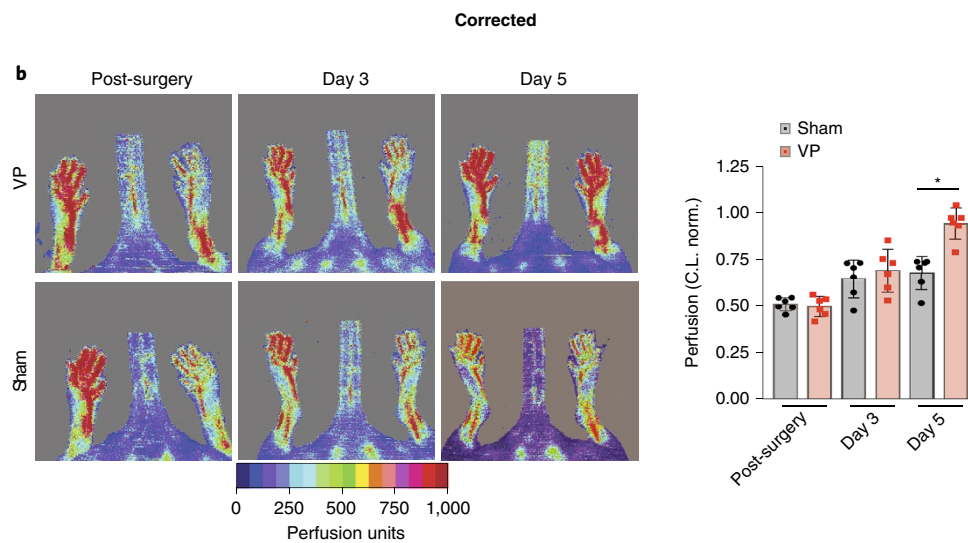 Corrected
b
Post-surgery Day 3 Day 5
VP
Sham
0 250 500 750 1,000
Perfusion units
Sham
VP
Perfusion (C.L. norm.)
1.25
1.00
0.75
0.50
0.25
0.00
*
Post-surgery
Day 3
Day 5